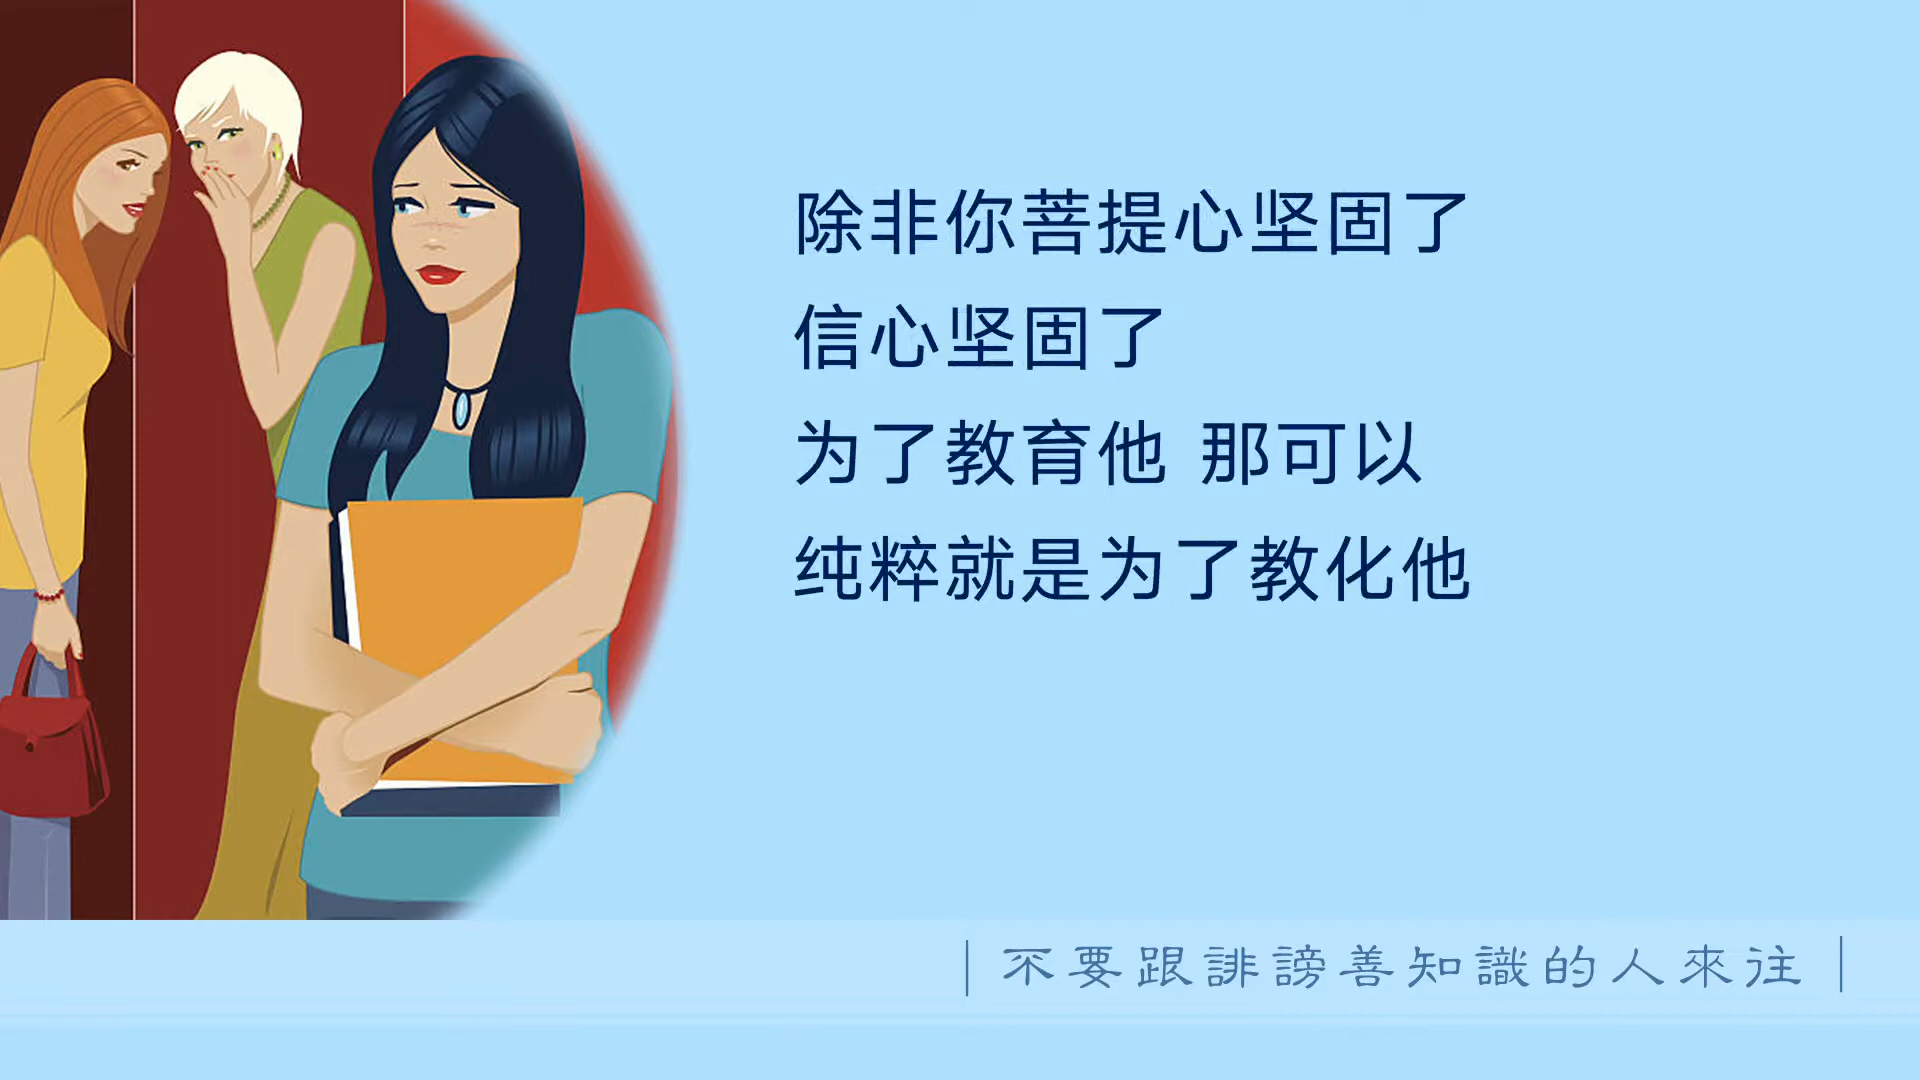 除非你菩提心坚固了
信心坚固了
为了教育他 那可以
纯粹就是为了教化他
不要跟誹謗善知識的人來往